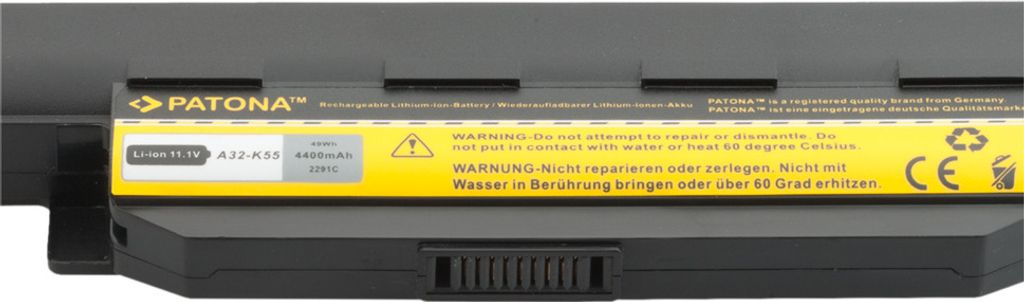 PATONA™ Rechargeable Lithium-Ion-Battery / Wiederaufladbarer Lithium-Ionen-Akku
PATONA™ is a registered quality brand from Germany.
PATONA™ ist eine eingetragene deutsche Qualitätsmarke
Li-ion 11.1V
A32-K55
49Wh
4400mAh
2291C
WARNING-Do not attempt to repair or dismantle. Do
not put in contact with water or heat 60 degree Celsius.
WARNUNG-Nicht reparieren oder zerlegen. Nicht mit
Wasser in Berührung bringen oder über 60 Grad erhitzen.
CE